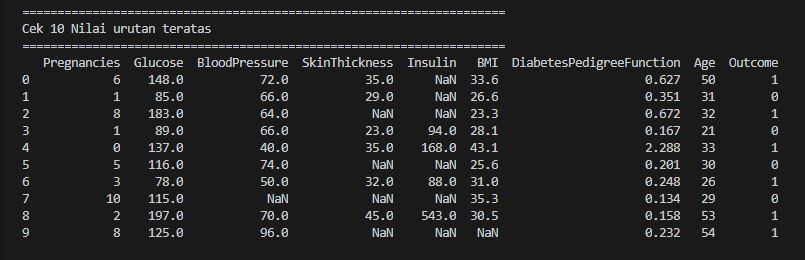 ==============================================================
Cek 10 Nilai urutan teratas
==============================================================
   Pregnancies  Glucose  BloodPressure  SkinThickness  Insulin   BMI  DiabetesPedigreeFunction  Age  Outcome
0            6    148.0           72.0           35.0      NaN  33.6                     0.627   50        1
1            1     85.0           66.0           29.0      NaN  26.6                     0.351   31        0
2            8    183.0           64.0            NaN      NaN  23.3                     0.672   32        1
3            1     89.0           66.0           23.0     94.0  28.1                     0.167   21        0
4            0    137.0           40.0           35.0    168.0  43.1                     2.288   33        1
5            5    116.0           74.0            NaN      NaN  25.6                     0.201   30        0
6            3     78.0           50.0           32.0     88.0  31.0                     0.248   26        1
7           10    115.0            NaN            NaN      NaN  35.3                     0.134   29        0
8            2    197.0           70.0           45.0    543.0  30.5                     0.158   53        1
9            8    125.0           96.0            NaN      NaN   NaN                     0.232   54        1